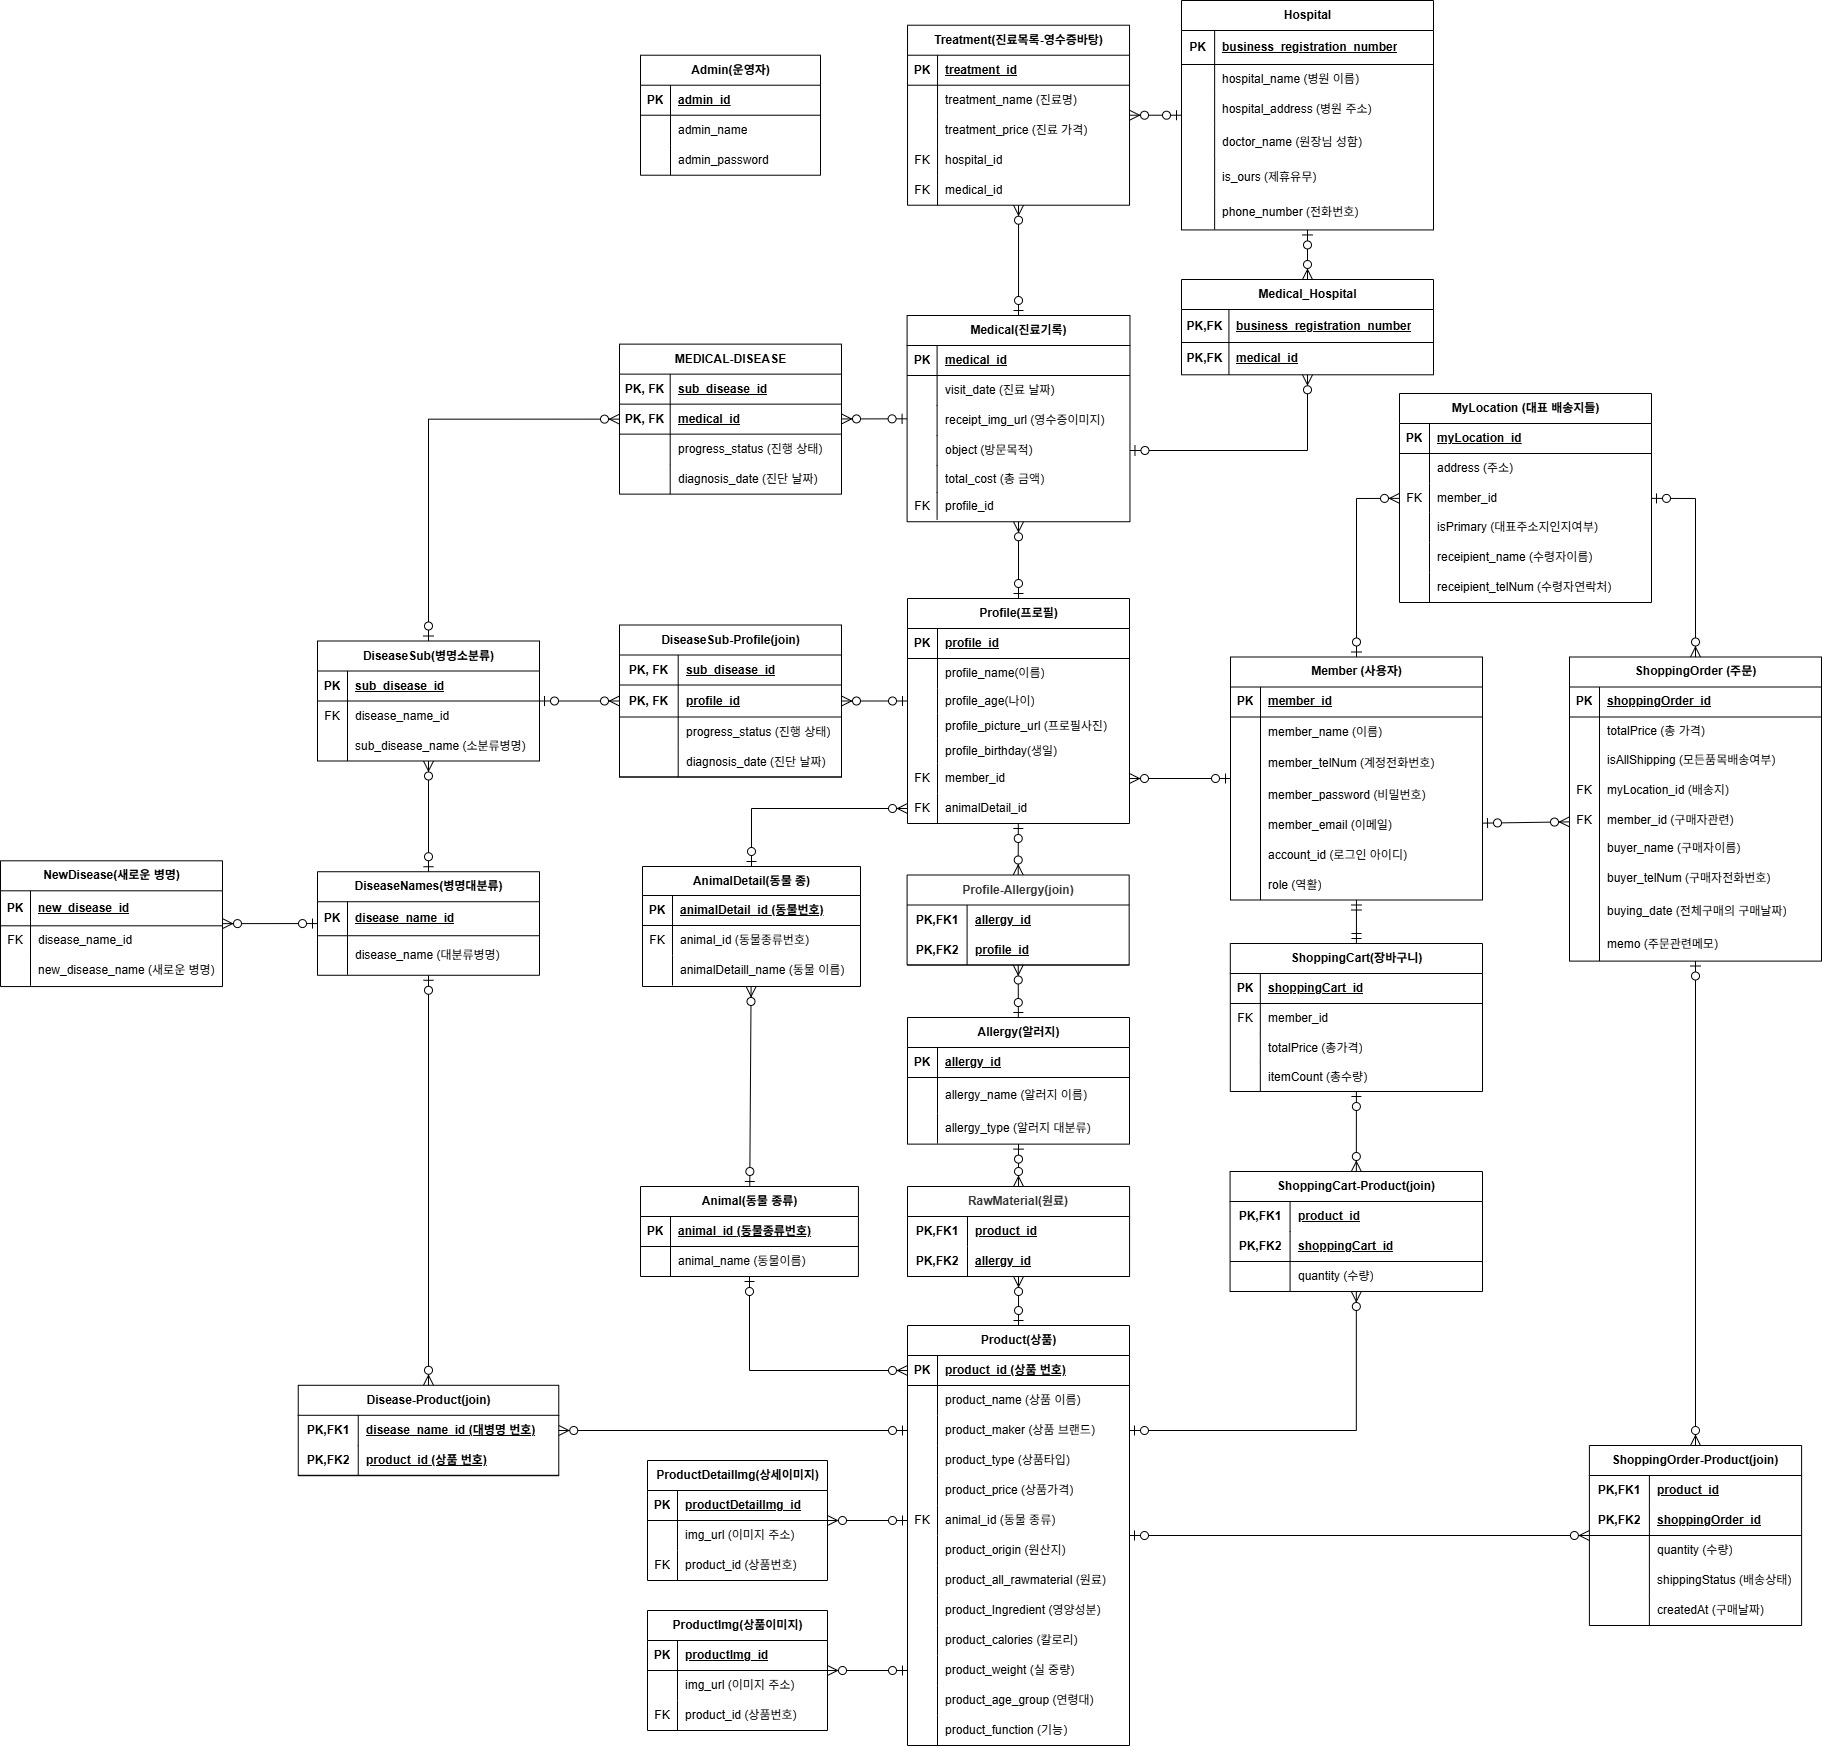 Hospital
PK business_registration_number
hospital_name (병원 이름)
hospital_address (병원 주소)
doctor_name (원장님 성함)
is_ours (제휴유무)
phone_number (전화번호)
Treatment(진료목록-영수증바탕)
PK treatment_id
treatment_name (진료명)
treatment_price (진료 가격)
FK hospital_id
FK medical_id
Admin(운영자)
PK admin_id
admin_name
admin_password
Medical_Hospital
PK,FK business_registration_number
PK,FK medical_id
Medical(진료기록)
PK medical_id
visit_date (진료 날짜)
receipt_img_url (영수증이미지)
object (방문목적)
total_cost (총 금액)
FK profile_id
MEDICAL-DISEASE
PK, FK sub_disease_id
PK, FK medical_id
progress_status (진행 상태)
diagnosis_date (진단 날짜)
MyLocation (대표 배송지들)
PK myLocation_id
address (주소)
FK member_id
isPrimary (대표주소지인지여부)
receipient_name (수령자이름)
receipient_telNum (수령자연락처)
Profile(프로필)
PK profile_id
profile_name(이름)
profile_age(나이)
profile_picture_url (프로필사진)
profile_birthday(생일)
FK member_id
FK animalDetail_id
DiseaseSub-Profile(join)
PK, FK sub_disease_id
PK, FK profile_id
progress_status (진행 상태)
diagnosis_date (진단 날짜)
DiseaseSub(병명소분류)
PK sub_disease_id
FK disease_name_id
sub_disease_name (소분류병명)
Member (사용자)
PK member_id
member_name (이름)
member_telNum (계정전화번호)
member_password (비밀번호)
member_email (이메일)
account_id (로그인 아이디)
role (역활)
ShoppingOrder (주문)
PK shoppingOrder_id
totalPrice (총 가격)
isAllShipping (모든품목배송여부)
FK myLocation_id (배송지)
FK member_id (구매자관련)
buyer_name (구매자이름)
buyer_telNum (구매자전화번호)
buying_date (전체구매의 구매날짜)
memo (주문관련메모)
NewDisease(새로운 병명)
PK new_disease_id
FK disease_name_id
new_disease_name (새로운 병명)
DiseaseNames(병명대분류)
PK disease_name_id
disease_name (대분류병명)
AnimalDetail(동물 종)
PK animalDetail_id (동물번호)
FK animal_id (동물종류번호)
animalDetaill_name (동물 이름)
Profile-Allergy(join)
PK,FK1 allergy_id
PK,FK2 profile_id
ShoppingCart(장바구니)
PK shoppingCart_id
FK member_id
totalPrice (총가격)
itemCount (총수량)
Allergy(알러지)
PK allergy_id
allergy_name (알러지 이름)
allergy_type (알러지 대분류)
Animal(동물 종류)
PK animal_id (동물종류번호)
animal_name (동물이름)
RawMaterial(원료)
PK,FK1 product_id
PK,FK2 allergy_id
ShoppingCart-Product(join)
PK,FK1 product_id
PK,FK2 shoppingCart_id
quantity (수량)
Product(상품)
PK product_id (상품 번호)
product_name (상품 이름)
product_maker (상품 브랜드)
product_type (상품타입)
product_price (상품가격)
FK animal_id (동물 종류)
product_origin (원산지)
product_all_rawmaterial (원료)
product_Ingredient (영양성분)
product_calories (칼로리)
product_weight (실 중량)
product_age_group (연령대)
product_function (기능)
Disease-Product(join)
PK,FK1 disease_name_id (대병명 번호)
PK,FK2 product_id (상품 번호)
ProductDetailImg(상세이미지)
PK productDetailImg_id
img_url (이미지 주소)
FK product_id (상품번호)
ProductImg(상품이미지)
PK productImg_id
img_url (이미지 주소)
FK product_id (상품번호)
ShoppingOrder-Product(join)
PK,FK1 product_id
PK,FK2 shoppingOrder_id
quantity (수량)
shippingStatus (배송상태)
createdAt (구매날짜)